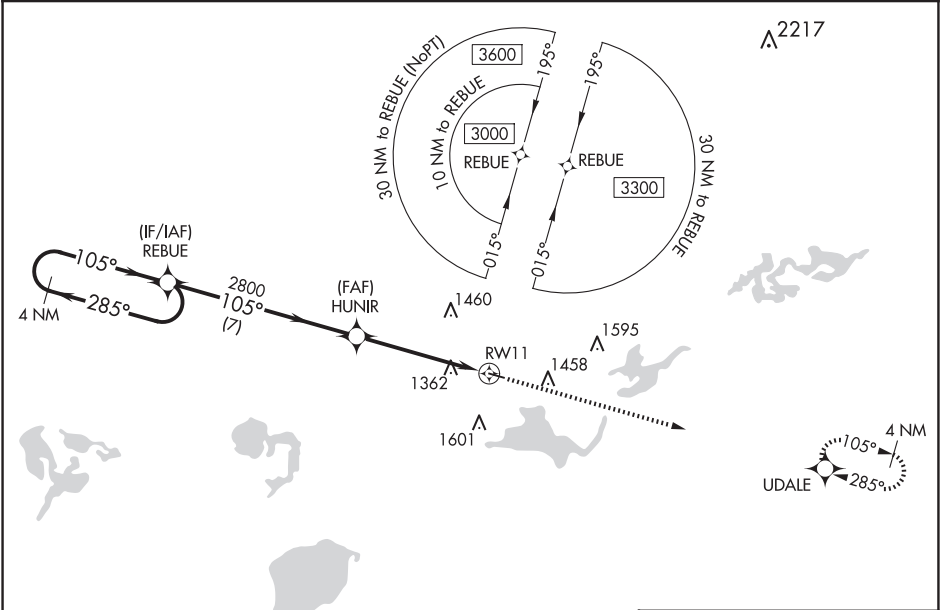 2217
30 NM to REBUE (NoPT)
3600
195°
10 NM to REBUE
3000
REBUE
015°
195°
REBUE
3300
30 NM to REBUE
015°
(IF/IAF)
REBUE
105°
285°
4 NM
2800
105°
(7)
(FAF)
HUNIR
1460
1595
RW11
1458
1362
1601
4 NM
105°
285°
UDALE